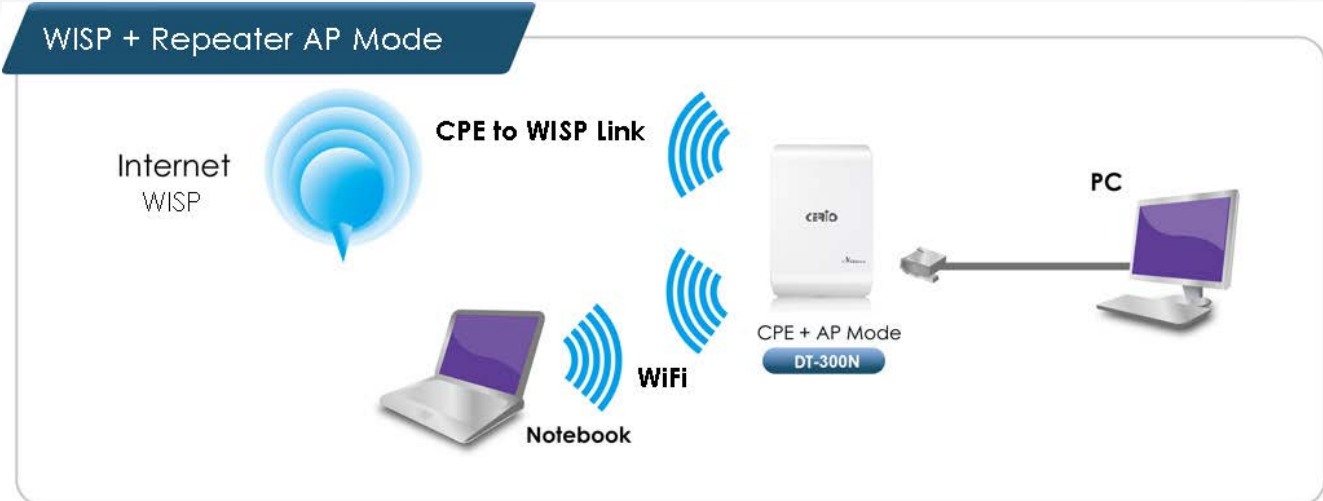 WISP + Repeater AP Mode
Internet
WISP
CPE to WISP Link
PC
CERIO
CPE + AP Mode
DT-300N
WiFi
Notebook